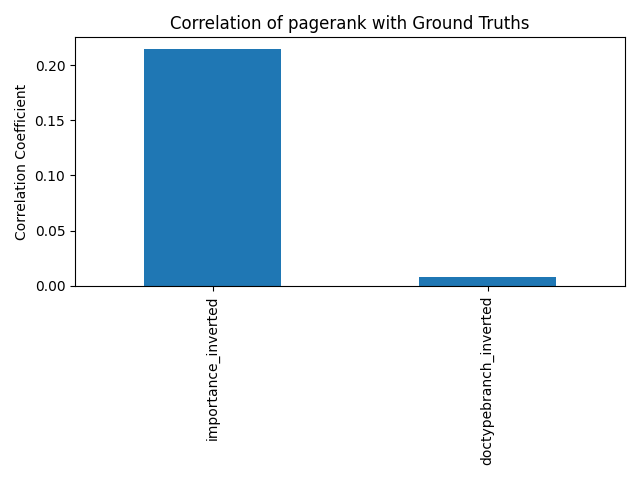 Correlation of pagerank with Ground Truths
Correlation Coefficient
0.20
0.15
0.10
0.05
0.00
importance_inverted
doctypebranch_inverted